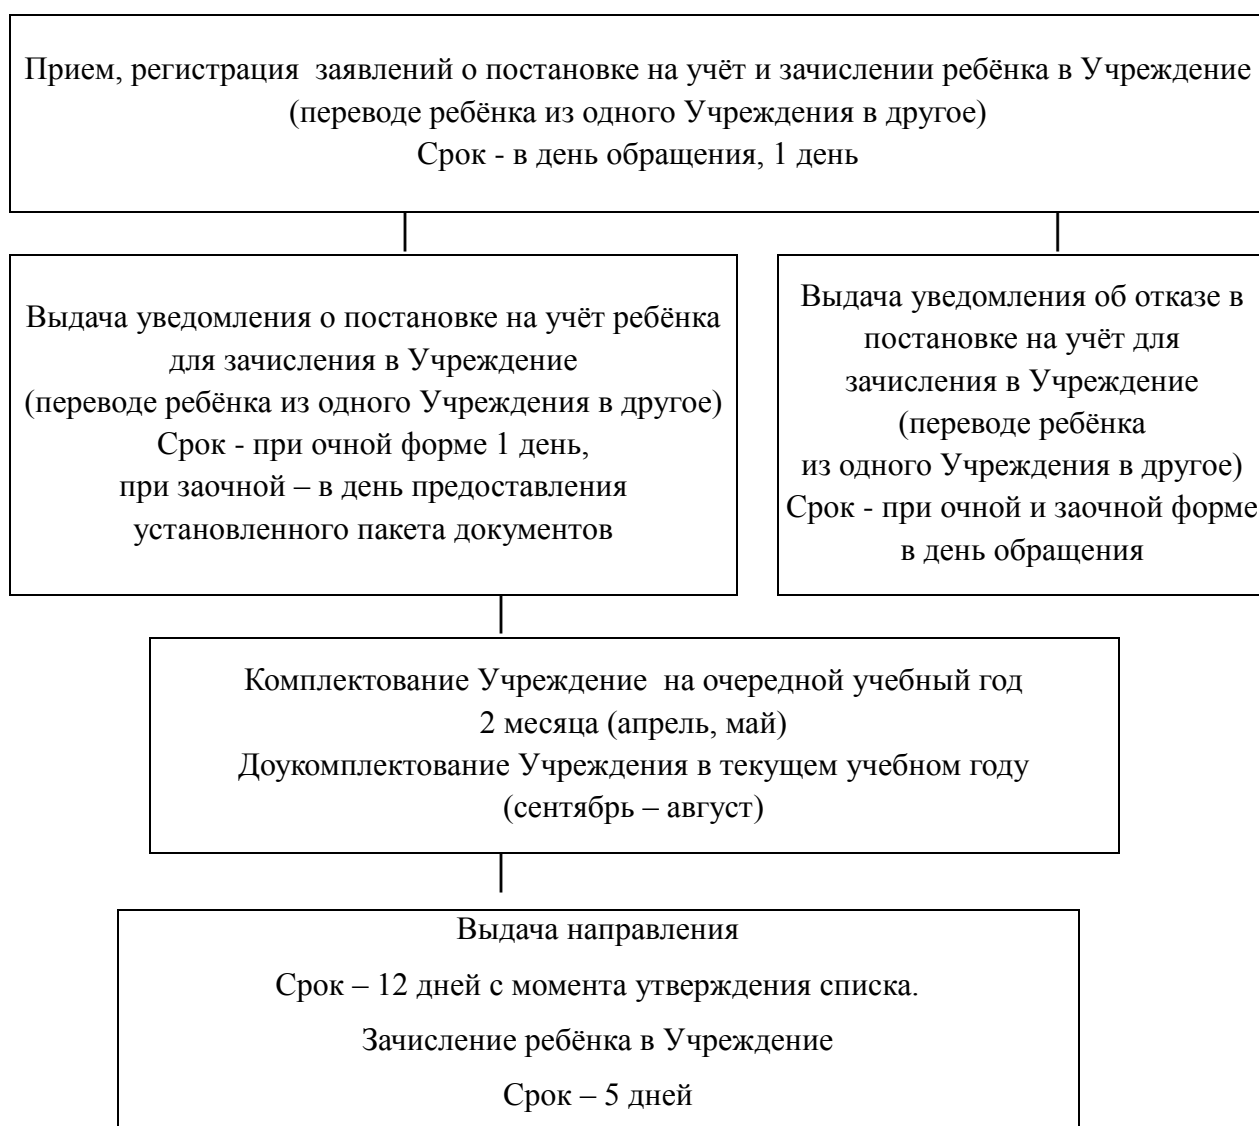 Прием, регистрация  заявлений о постановке на учёт и зачислении ребёнка в Учреждение
(переводе ребёнка из одного Учреждения в другое)
Срок - в день обращения, 1 день
Выдача уведомления о постановке на учёт ребёнка
для зачисления в Учреждение
(переводе ребёнка из одного Учреждения в другое)
Срок - при очной форме 1 день,
при заочной – в день предоставления
установленного пакета документов
Выдача уведомления об отказе в
постановке на учёт для
зачисления в Учреждение
(переводе ребёнка
из одного Учреждения в другое)
Срок - при очной и заочной форме
в день обращения
Комплектование Учреждение  на очередной учебный год
2 месяца (апрель, май)
Доукомплектование Учреждения в текущем учебном году
(сентябрь – август)
Выдача направления
Срок – 12 дней с момента утверждения списка.
Зачисление ребёнка в Учреждение
Срок – 5 дней